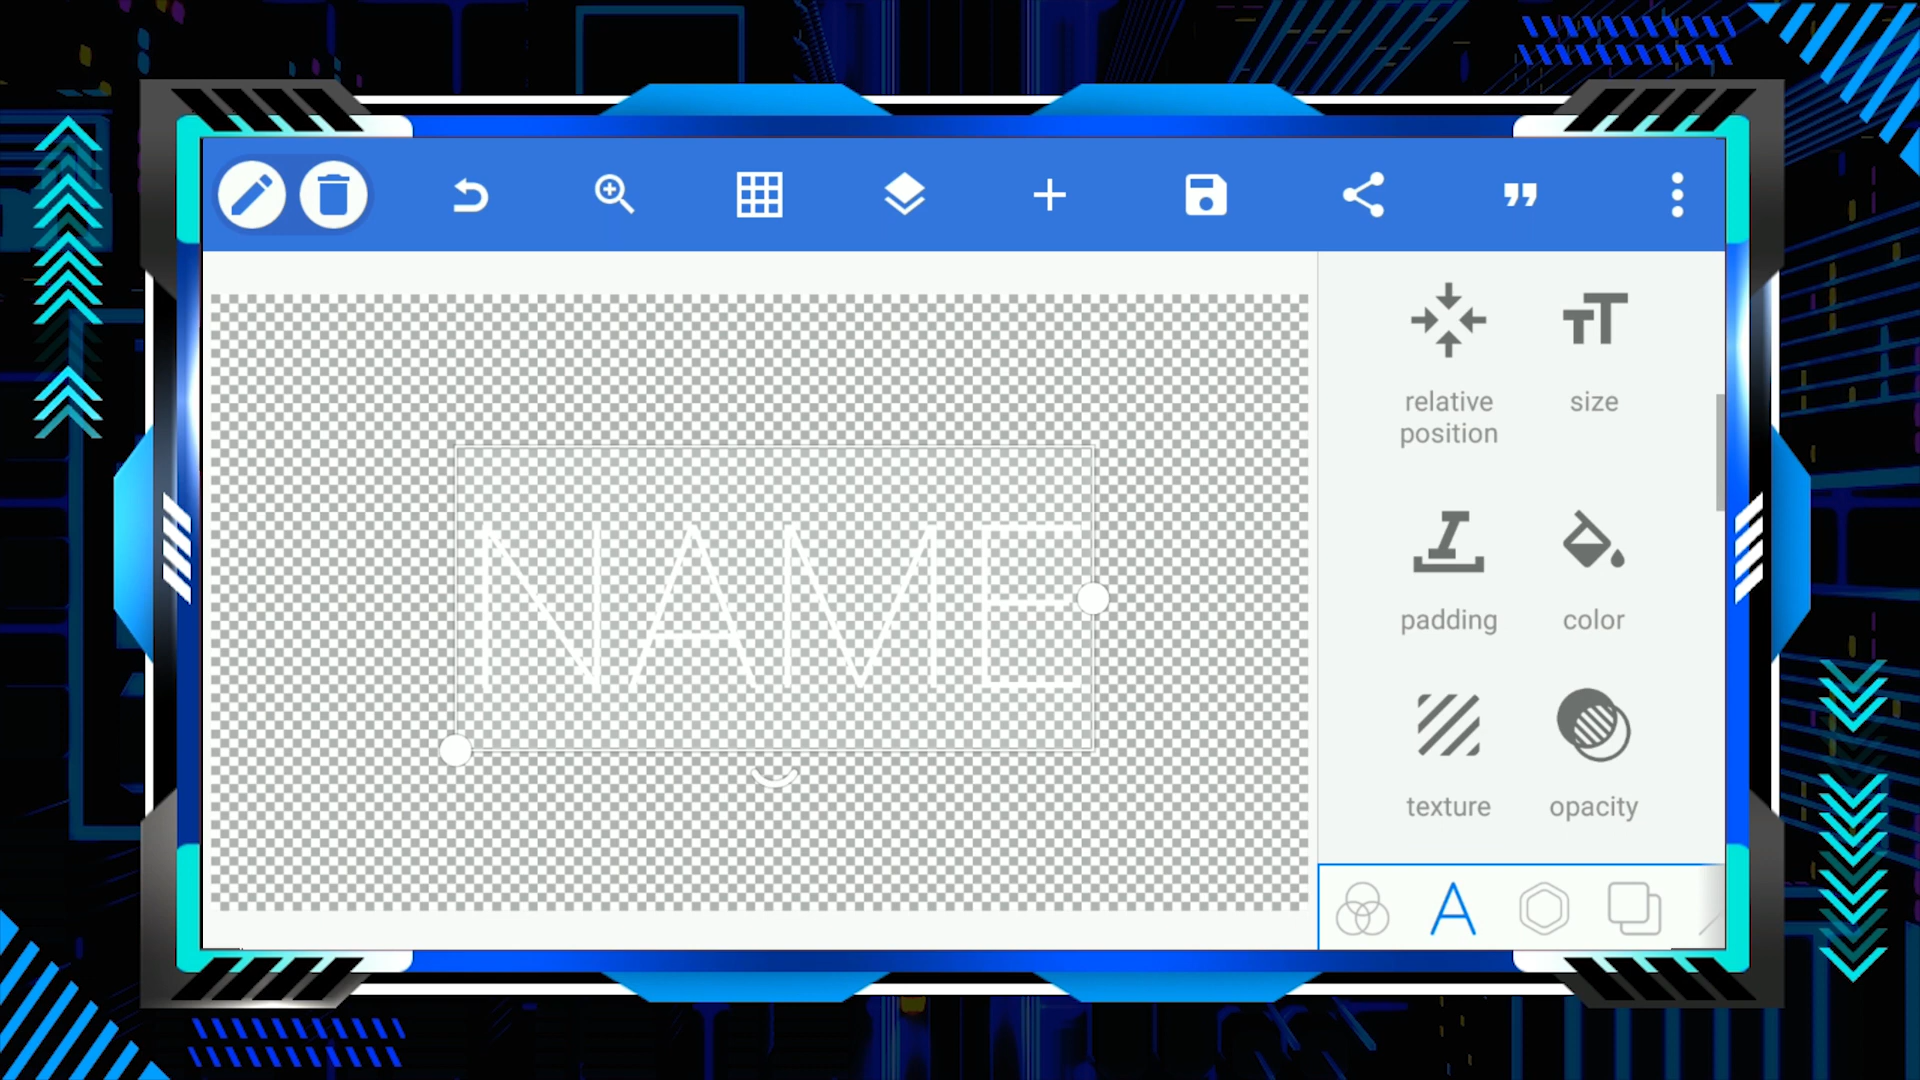 NAME
relative
position
size
padding
color
texture
opacity